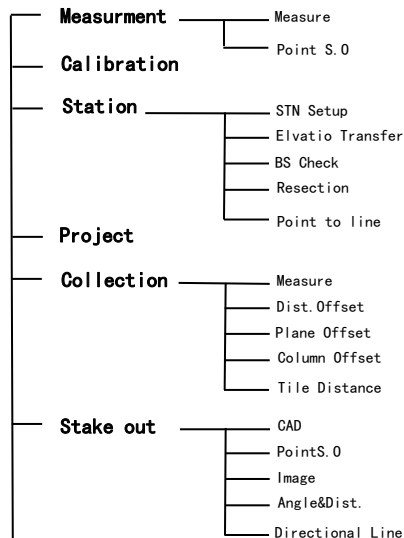 Measurment
Measure
Point S.O
Calibration
Station
STN Setup
Elvatio Transfer
BS Check
Resection
Point to line
Project
Collection
Measure
Dist.Offset
Plane Offset
Column Offset
Tile Distance
Stake out
CAD
PointS.O
Image
Angle&Dist.
Directional Line